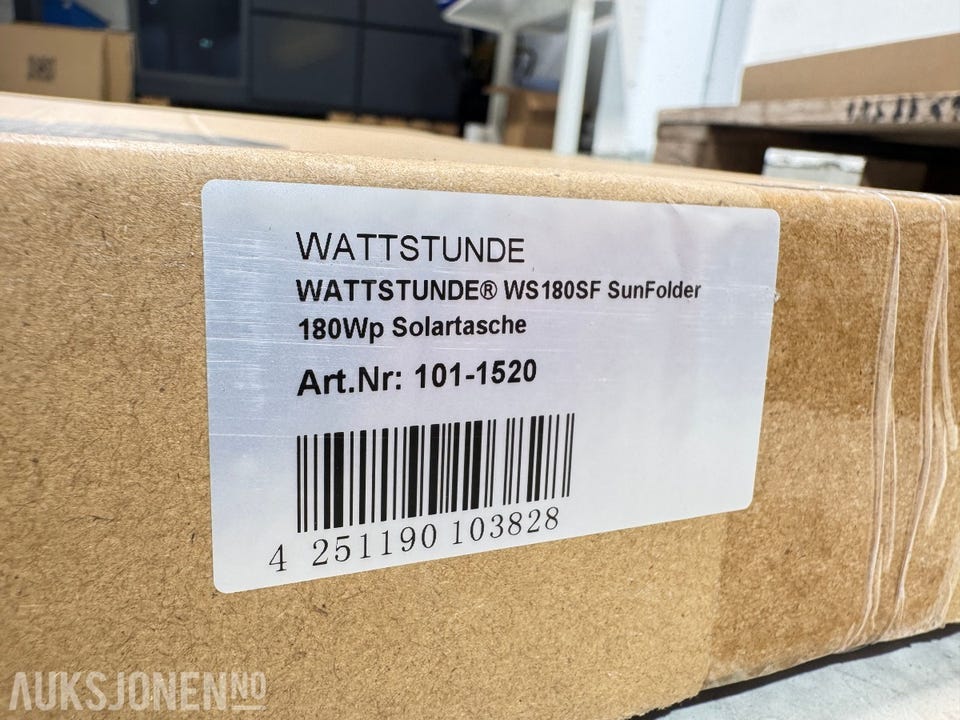 WATTSTUNDE
WATTSTUNDE® WS180SF SunFolder
180Wp Solartasche
Art.Nr: 101-1520
4 251190 103828
AUKSJONEN.NO